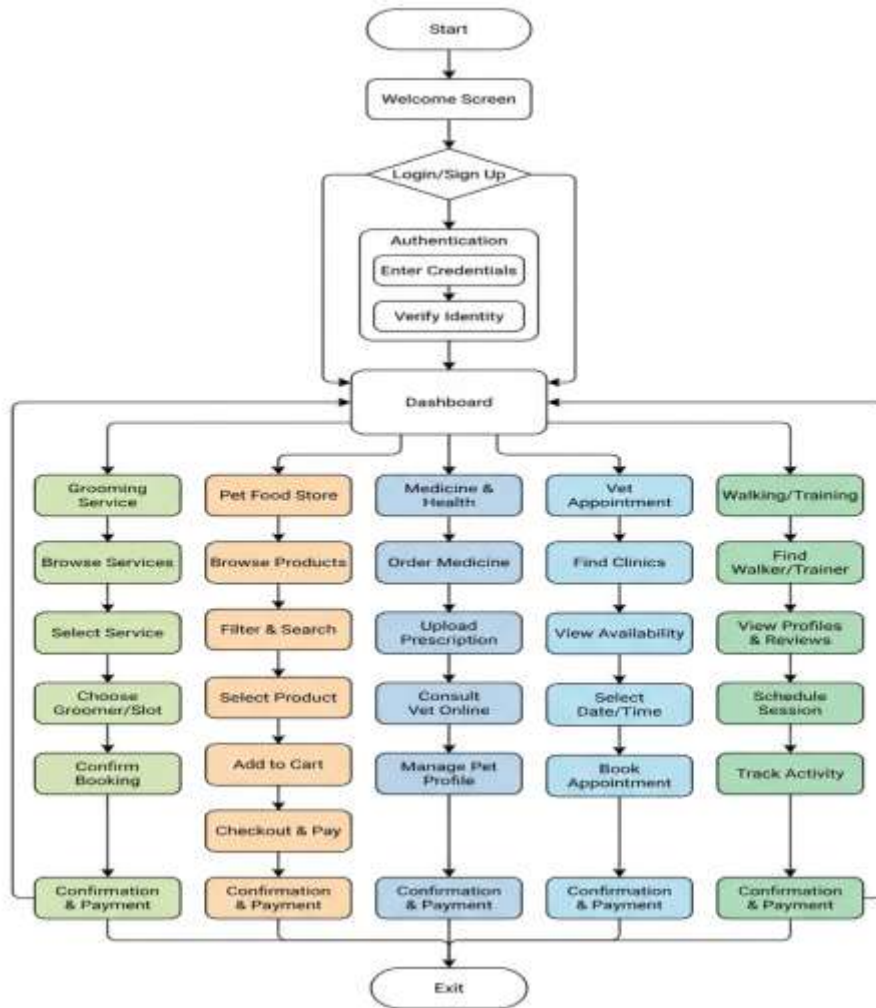 Start
Welcome Screen
Login/Sign Up
Authentication
Enter Credentials
Verify Identity
Dashboard
Grooming
Service
Browse Services
Select Service
Choose
Groomer/Slot
Confirm
Booking
Confirmation
& Payment
Pet Food Store
Browse Products
Filter & Search
Select Product
Add to Cart
Checkout & Pay
Confirmation
& Payment
Medicine &
Health
Order Medicine
Upload
Prescription
Consult
Vet Online
Manage Pet
Profile
Confirmation
& Payment
Vet
Appointment
Find Clinics
View Availability
Select
Date/Time
Book
Appointment
Confirmation
& Payment
Walking/Training
Find
Walker/Trainer
View Profiles
& Reviews
Schedule
Session
Track Activity
Confirmation
& Payment
Exit